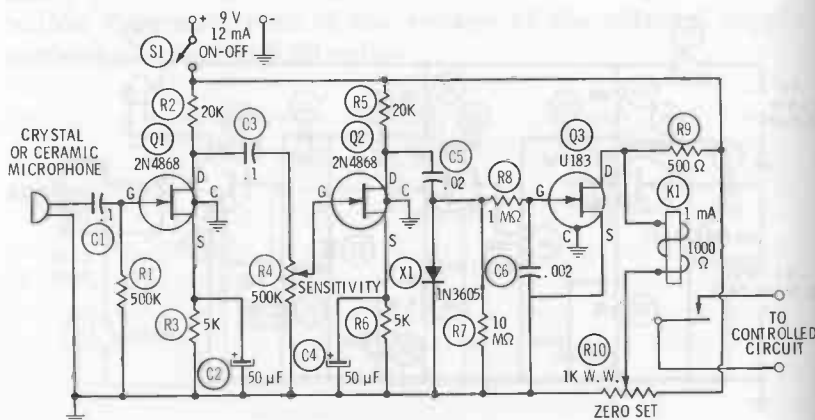 + 9 V -
12 mA
ON-OFF
S1
R2
20K
R5
20K
Q1
2N4868
C3
.1
Q2
2N4868
C5
.02
Q3
U183
R9
500 Ω
CRYSTAL
OR CERAMIC
MICROPHONE
D
C
G
S
D
C
G
S
R8
1 MΩ
D
G
C
S
K1
1 mA
1000
Ω
.1
C1
R1
500K
R4
500K
SENSITIVITY
X1
1N3605
C6
.002
R3
5K
R6
5K
R7
10
MΩ
C2
50 μF
C4
50 μF
R10
1K W. W.
ZERO SET
TO
CONTROLLED
CIRCUIT